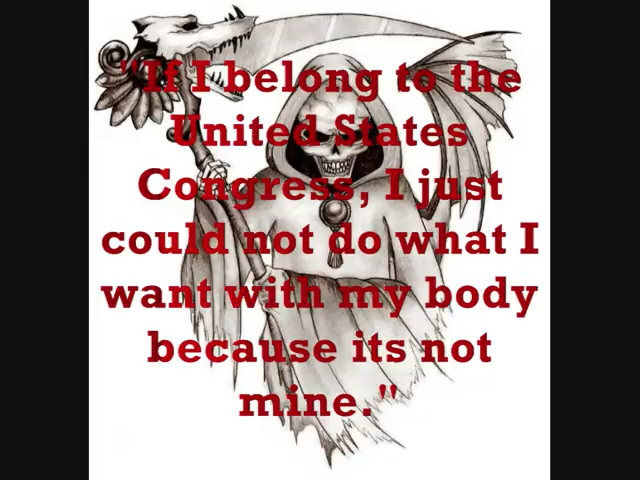 "If I belong to the
United States
Congress, I just
could not do what I
want with my body
because its not
mine."